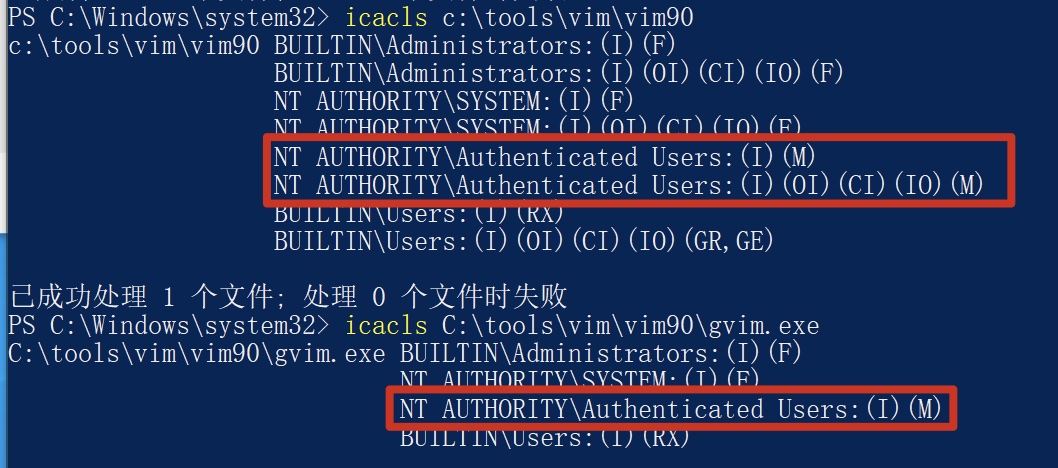 PS C:\Windows\system32> icacls c:\tools\vim\vim90
c:\tools\vim\vim90 BUILTIN\Administrators:(I)(F)
BUILTIN\Administrators:(I)(OI)(CI)(IO)(F)
NT AUTHORITY\SYSTEM:(I)(F)
NT AUTHORITY\SYSTEM:(I)(OI)(CI)(IO)(F)
NT AUTHORITY\Authenticated Users:(I)(M)
NT AUTHORITY\Authenticated Users:(I)(OI)(CI)(IO)(M)
BUILTIN\Users:(I)(RX)
BUILTIN\Users:(I)(OI)(CI)(IO)(GR,GE)
已成功处理 1 个文件; 处理 0 个文件时失败
PS C:\Windows\system32> icacls C:\tools\vim\vim90\gvim.exe
C:\tools\vim\vim90\gvim.exe BUILTIN\Administrators:(I)(F)
NT AUTHORITY\SYSTEM:(I)(F)
NT AUTHORITY\Authenticated Users:(I)(M)
BUILTIN\Users:(I)(RX)